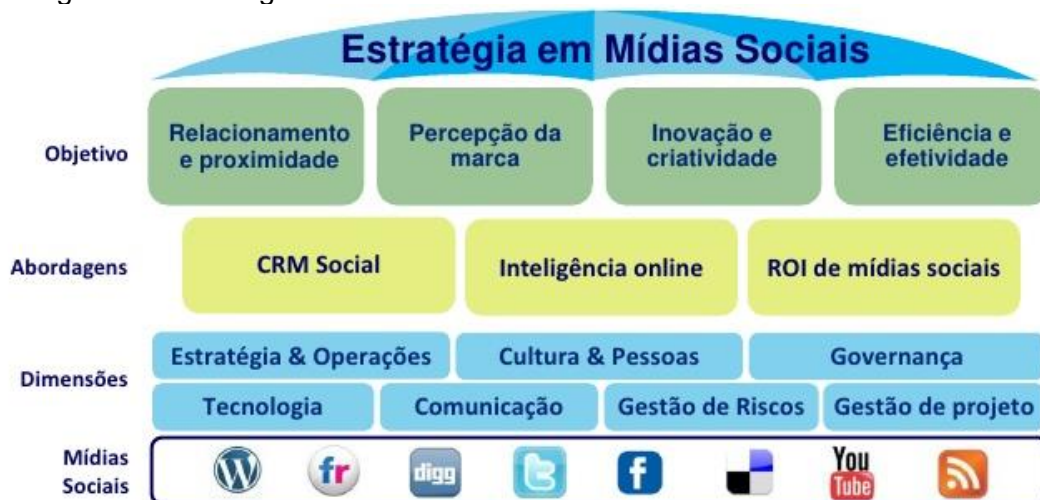 Estratégia em Mídias Sociais
Objetivo
Relacionamento
e proximidade
Percepção da
marca
Inovação e
criatividade
Eficiência e
efetividade
Abordagens
CRM Social
Inteligência online
ROI de mídias sociais
Dimensões
Estratégia & Operações
Cultura & Pessoas
Governança
Tecnologia
Comunicação
Gestão de Riscos
Gestão de projeto
Mídias
Sociais
W
fr
digg
t
f
You
Tube